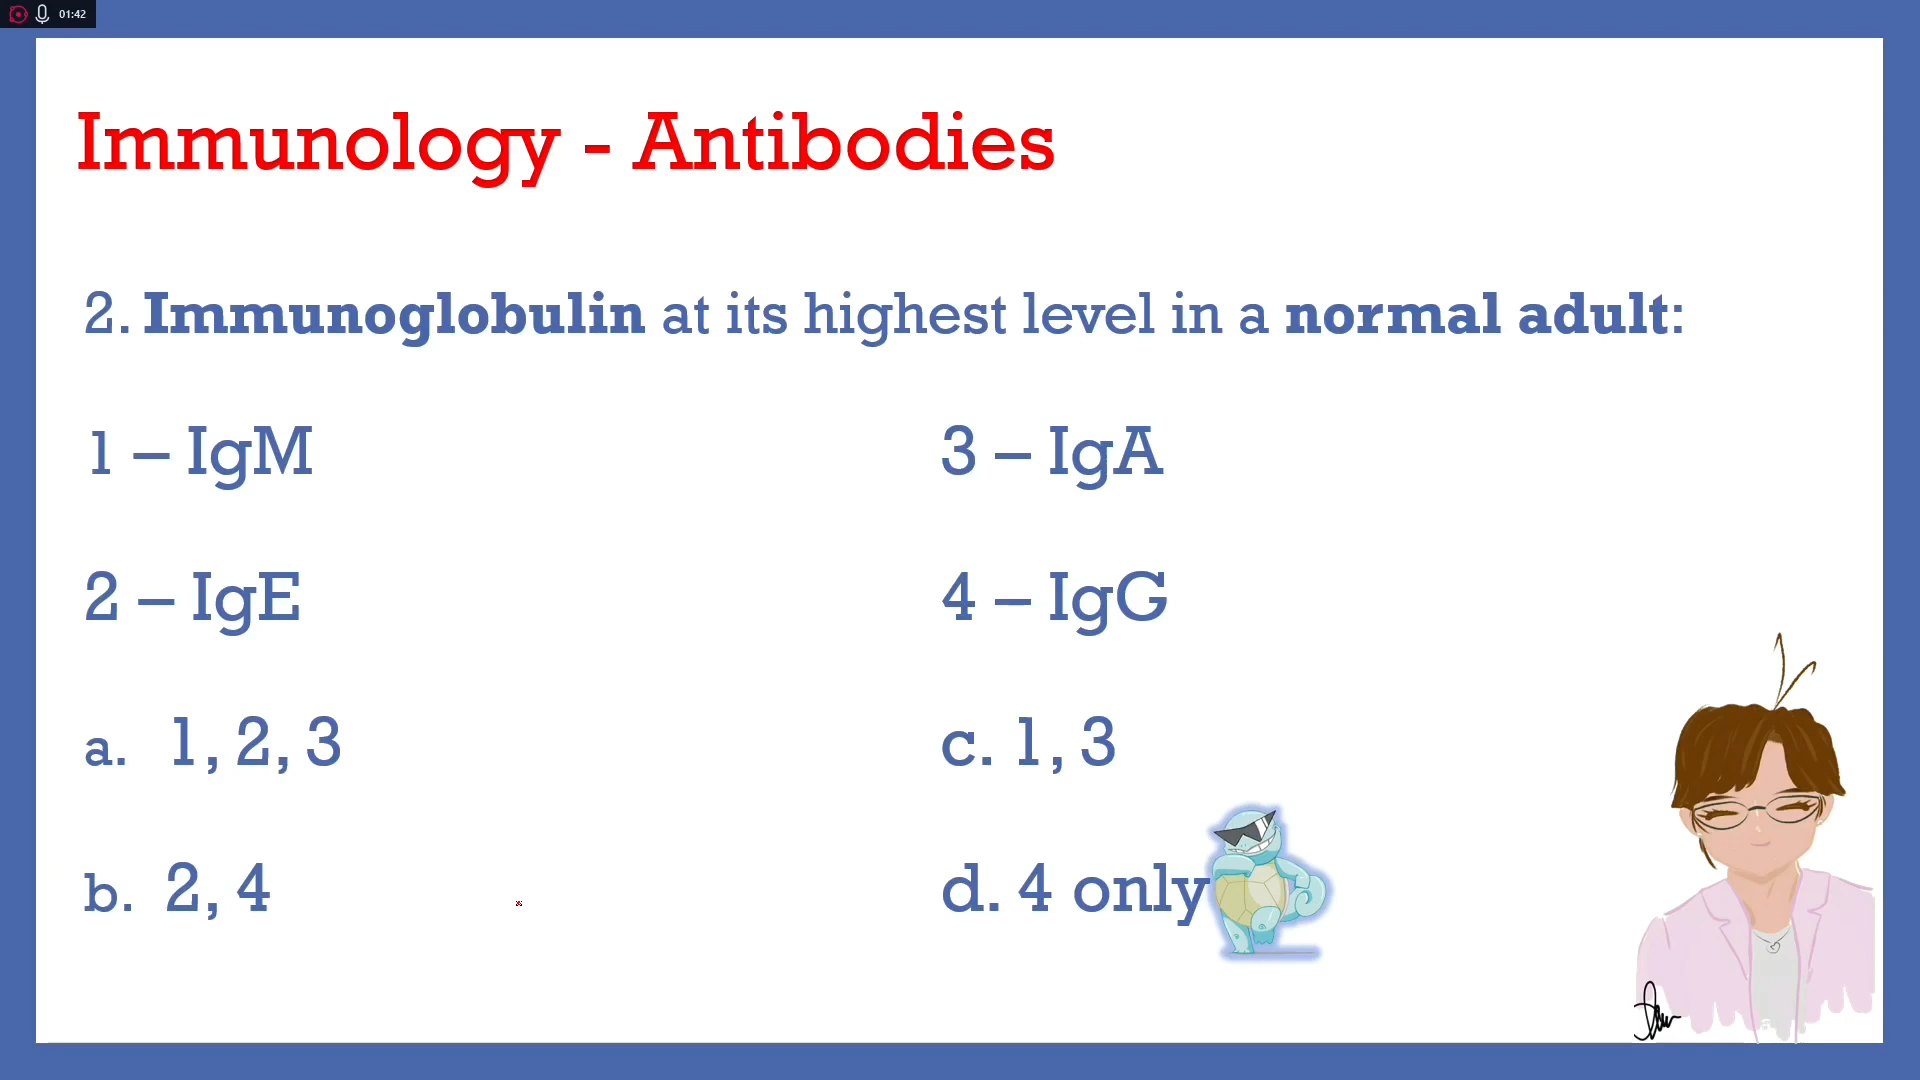 01:42
Immunology - Antibodies
2. Immunoglobulin at its highest level in a normal adult:
1 – IgM
3 – IgA
2 – IgE
4 – IgG
a. 1, 2, 3
c. 1, 3
b. 2, 4
d. 4 only